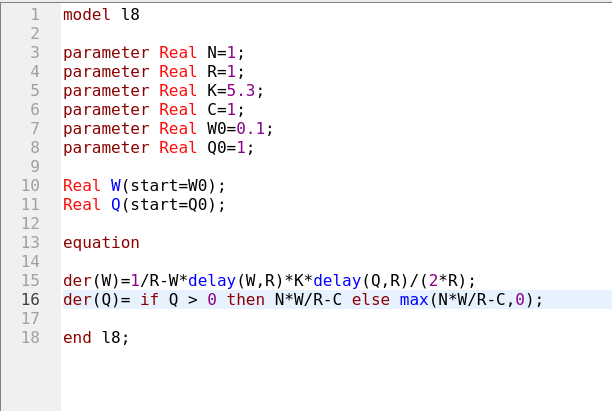 1 model l8
2
3 parameter Real N=1;
4 parameter Real R=1;
5 parameter Real K=5.3;
6 parameter Real C=1;
7 parameter Real W0=0.1;
8 parameter Real Q0=1;
9
10 Real W(start=W0);
11 Real Q(start=Q0);
12
13 equation
14
15 der(W)=1/R-W*delay(W,R)*K*delay(Q,R)/(2*R);
16 der(Q)= if Q > 0 then N*W/R-C else max(N*W/R-C,0);
17
18 end l8;